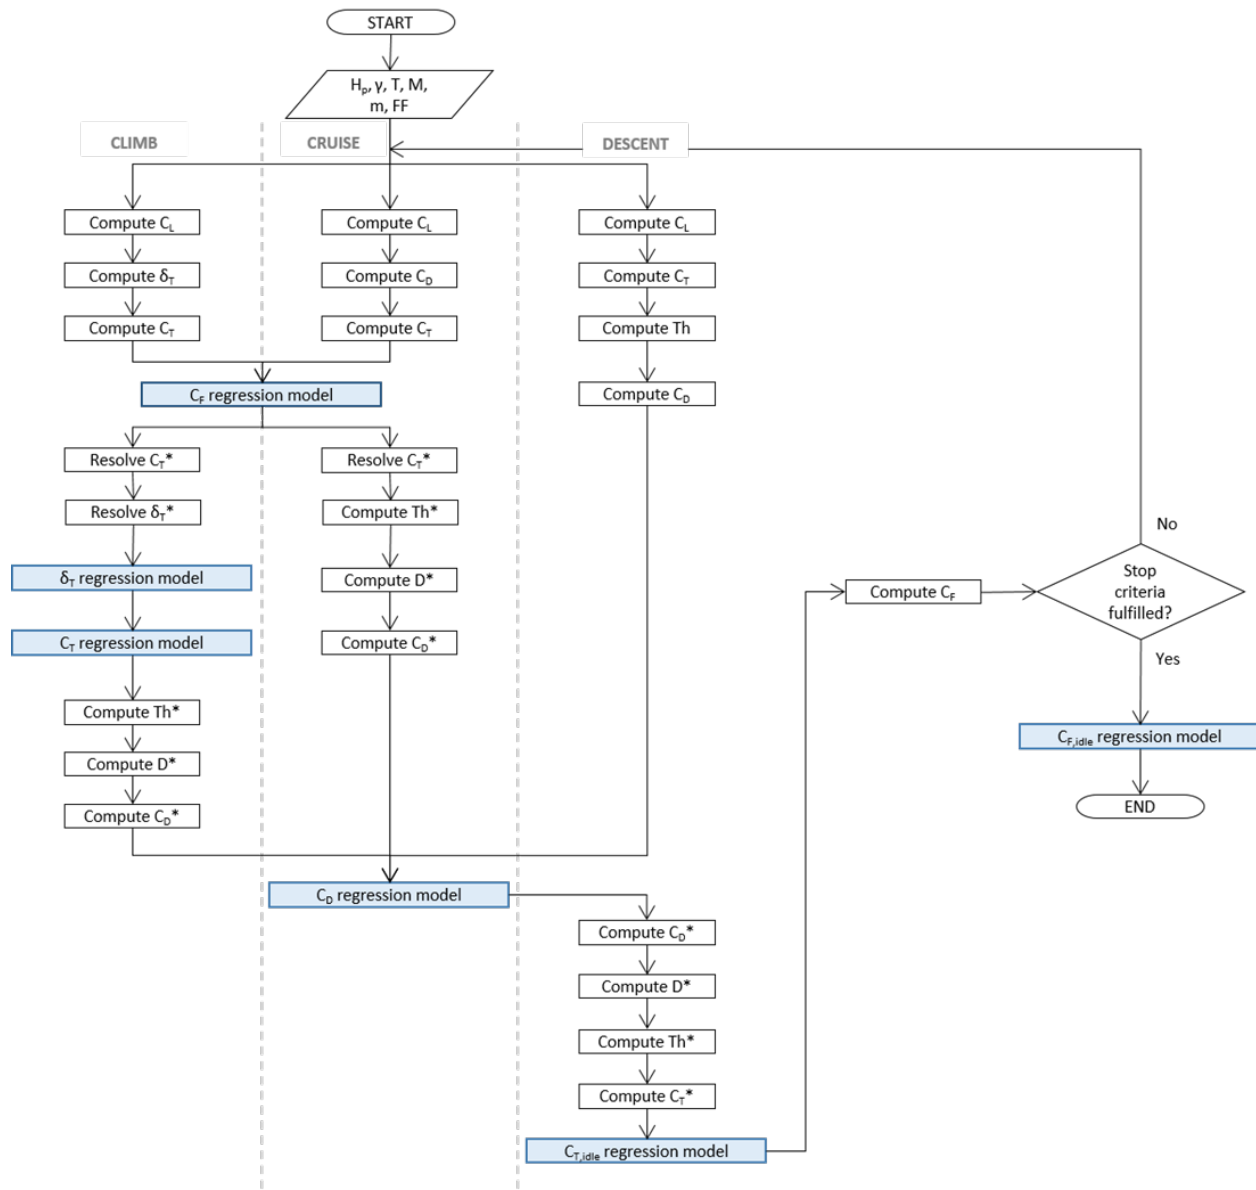 START
Hp, γ, T, M,
m, FF
CLIMB
CRUISE
DESCENT
Compute CL
Compute δT
Compute CT
Compute CL
Compute CD
Compute CT
Compute CL
Compute CT
Compute Th
Compute CD
CF regression model
Resolve CT*
Resolve δT*
δT regression model
CT regression model
Compute Th*
Compute D*
Compute CD*
Resolve CT*
Compute Th*
Compute D*
Compute CD*
CD regression model
Compute CD*
Compute D*
Compute Th*
Compute CT*
CT,idle regression model
Compute CF
Stop
criteria
fulfilled?
No
Yes
CF,idle regression model
END